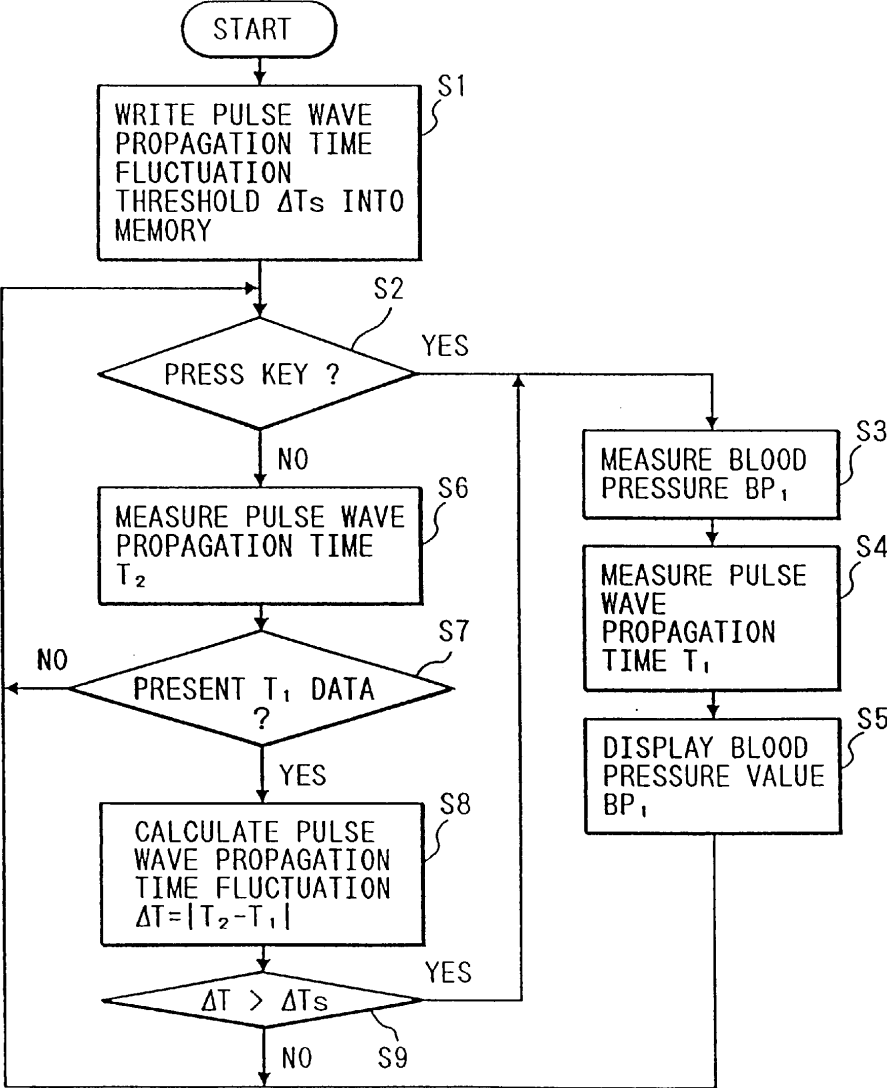 START
S1
WRITE PULSE WAVE
PROPAGATION TIME
FLUCTUATION
THRESHOLD ΔTs INTO
MEMORY
S2
PRESS KEY ?
YES
NO
S3
MEASURE BLOOD
PRESSURE BP₁
S6
MEASURE PULSE WAVE
PROPAGATION TIME
T₂
S4
MEASURE PULSE
WAVE
PROPAGATION
TIME T₁
S7
NO
PRESENT T₁ DATA
?
YES
S5
DISPLAY BLOOD
PRESSURE VALUE
BP₁
S8
CALCULATE PULSE
WAVE PROPAGATION
TIME FLUCTUATION
ΔT=|T₂-T₁|
YES
ΔT > ΔTs
S9
NO